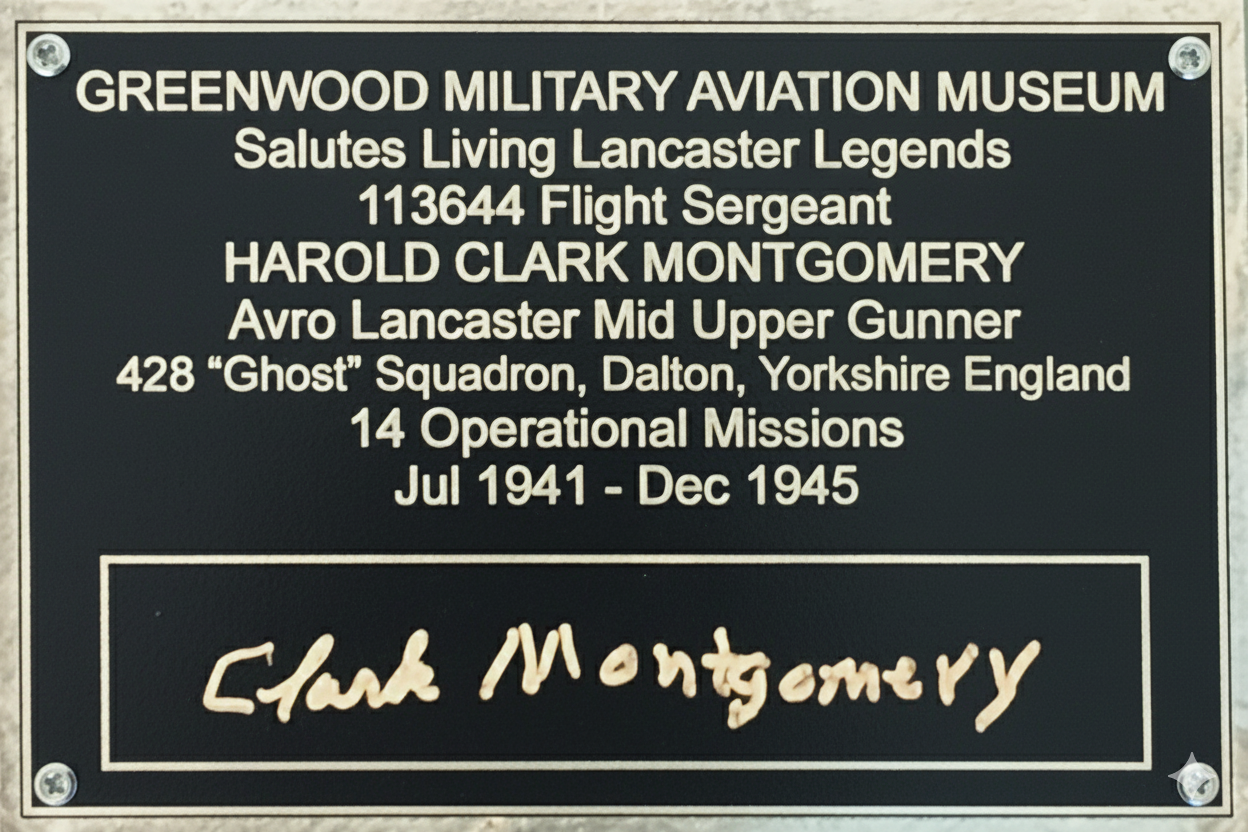 GREENWOOD MILITARY AVIATION MUSEUM
Salutes Living Lancaster Legends
113644 Flight Sergeant
HAROLD CLARK MONTGOMERY
Avro Lancaster Mid Upper Gunner
428 “Ghost” Squadron, Dalton, Yorkshire England
14 Operational Missions
Jul 1941 - Dec 1945
Clark Montgomery